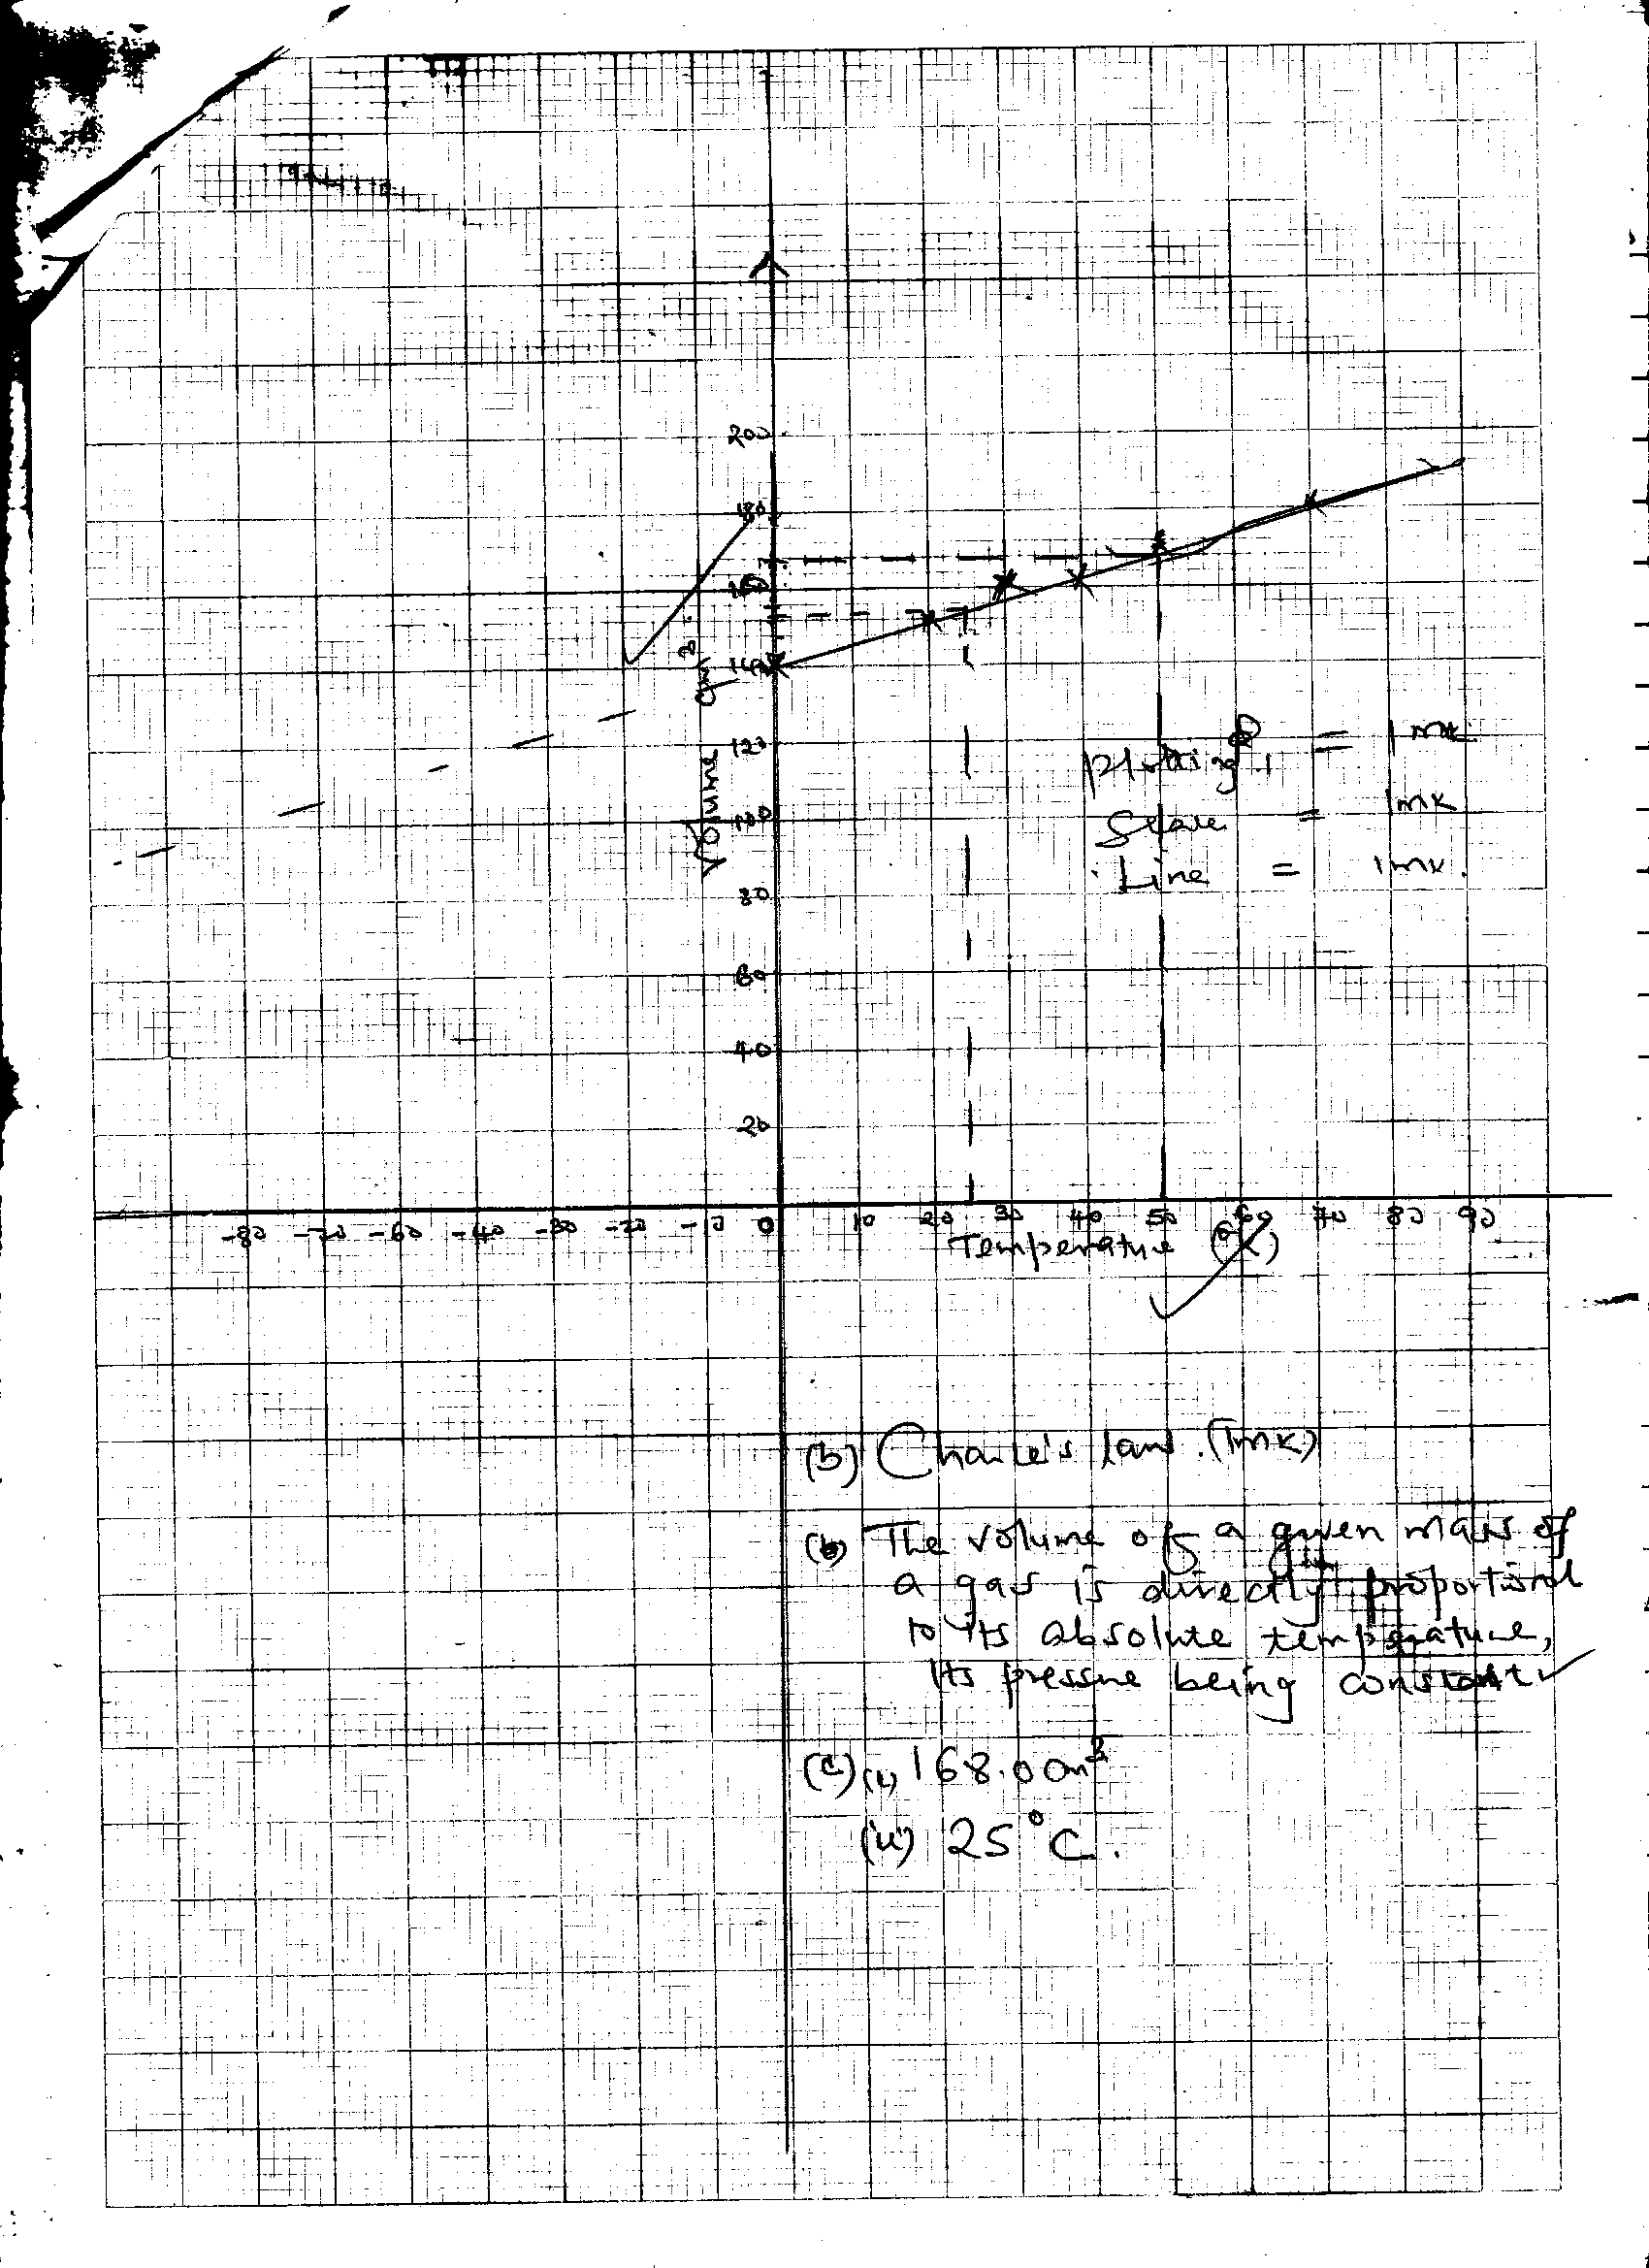 200
180
160
140
120
100
80
60
40
20
Volume cm3
Plotting = 1mk
Scale = 1mk
Line = 1mk.
-80 -70 -60 -40 -30 -20 -10 0 10 20 30 40 50 60 70 80 90
Temperature
(b) Charle's law. (1mk)
(b) The volume of a given mass of
a gas is directly proportional
to its absolute temperature,
Its pressure being constant
(c) (i) 168.0 cm3
(ii) 25°C.